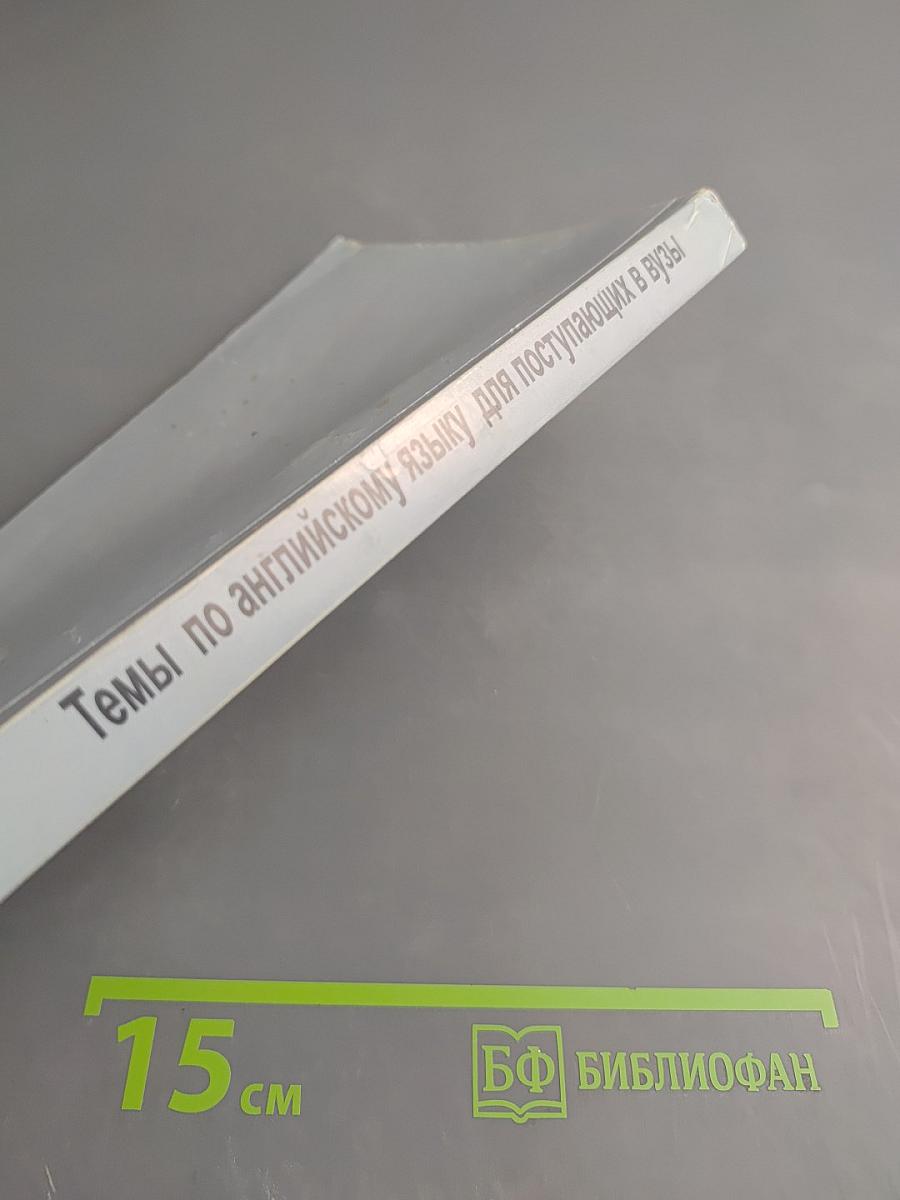 Темы по английскому языку для поступающих в вузы
15 см
БФ БИБЛИОФАН